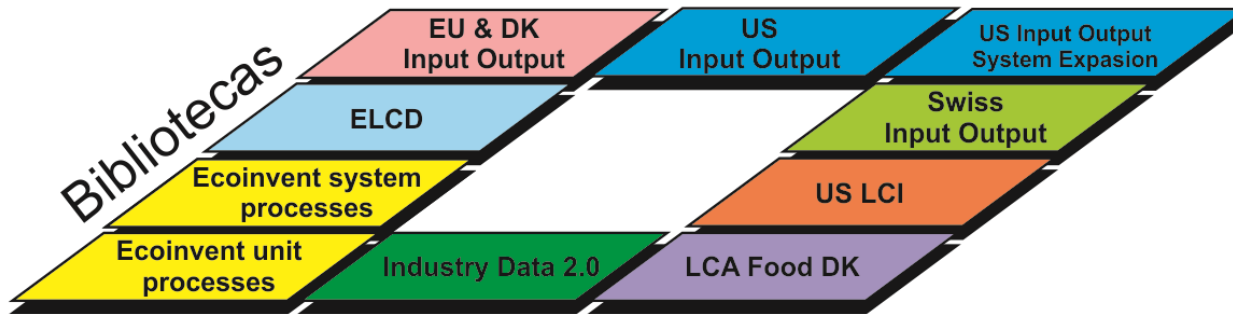 Bibliotecas
EU & DK
Input Output
US
Input Output
US Input Output
System Expasion
ELCD
Swiss
Input Output
Ecoinvent system
processes
US LCI
Ecoinvent unit
processes
Industry Data 2.0
LCA Food DK